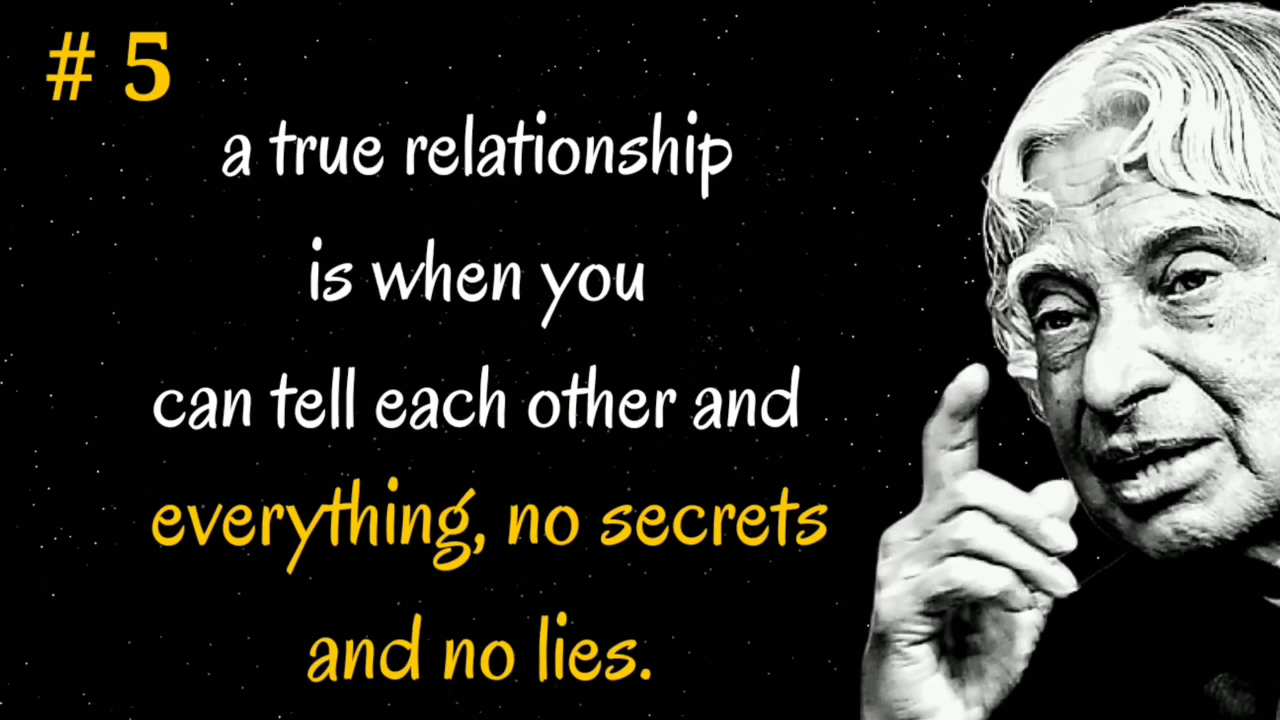 # 5
a true relationship
is when you
can tell each other and
everything, no secrets
and no lies.